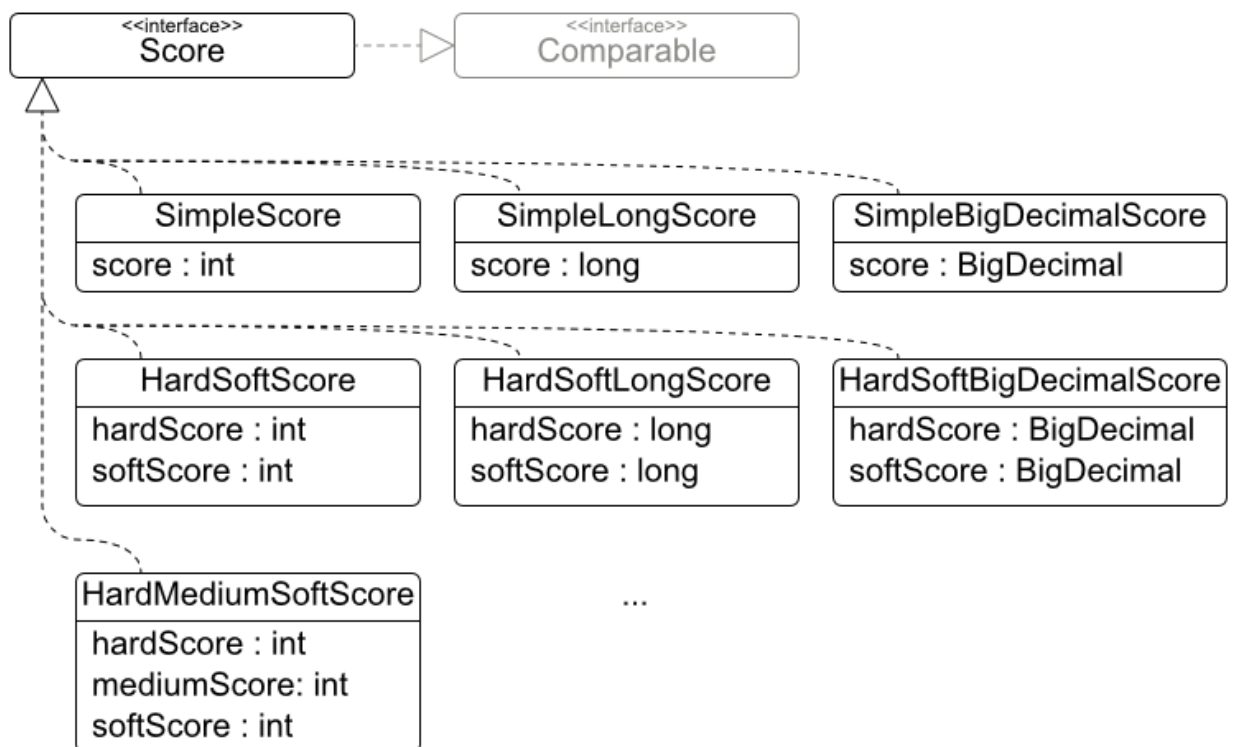 <<interface>>
Score
<<interface>>
Comparable
SimpleScore
score : int
SimpleLongScore
score : long
SimpleBigDecimalScore
score : BigDecimal
HardSoftScore
hardScore : int
softScore : int
HardSoftLongScore
hardScore : long
softScore : long
HardSoftBigDecimalScore
hardScore : BigDecimal
softScore : BigDecimal
HardMediumSoftScore
hardScore : int
mediumScore: int
softScore : int
...